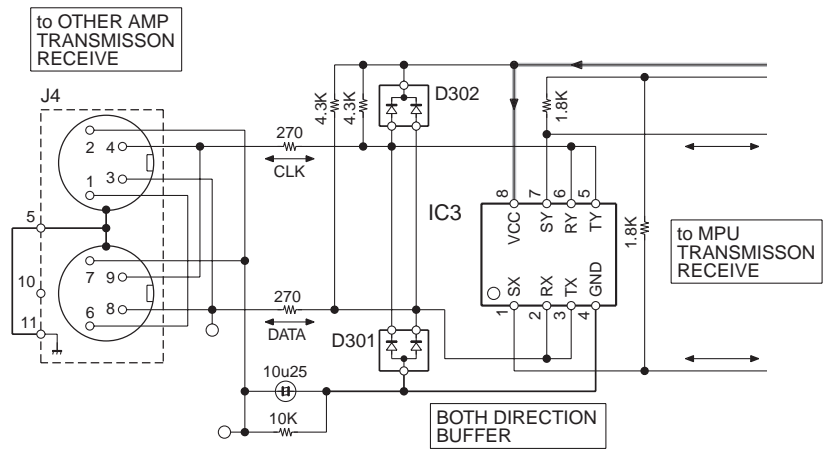 to OTHER AMP
TRANSMISSON
RECEIVE
J4
2 4
1 3
5
7 9
10
6 8
11
270
CLK
270
DATA
4.3K
4.3K
D302
D301
10u25
10K
1.8K
1.8K
IC3
8 7 6 5
VCC SY RY TY
SX RX TX GND
1 2 3 4
to MPU
TRANSMISSON
RECEIVE
BOTH DIRECTION
BUFFER